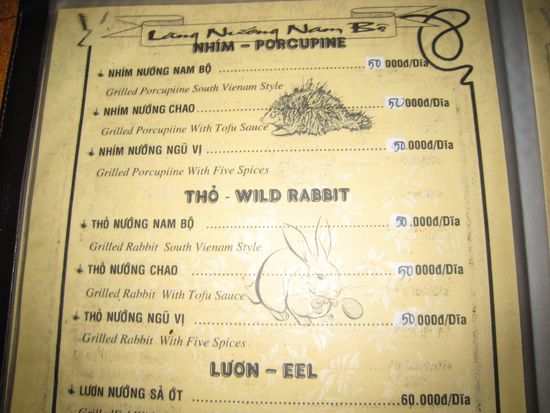 Làng Nướng Nam Bộ
NHÍM – PORCUPINE
NHÍM NƯỚNG NAM BỘ 50.000đ/Dĩa
Grilled Porcupiine South Vienam Style
NHÍM NƯỚNG CHAO 50.000đ/Dĩa
Grilled Porcupiine With Tofu Sauce
NHÍM NƯỚNG NGŨ VỊ 50.000đ/Dĩa
Grilled Porcupiine With Five Spices
THỎ - WILD RABBIT
THỎ NƯỚNG NAM BỘ 50.000đ/Dĩa
Grilled Rabbit South Vienam Style
THỎ NƯỚNG CHAO 50.000đ/Dĩa
Grilled Rabbit With Tofu Sauce
THỎ NƯỚNG NGŨ VỊ 50.000đ/Dĩa
Grilled Rabbit With Five Spices
LƯƠN – EEL
LƯƠN NƯỚNG SẢ ỚT 60.000đ/Dĩa